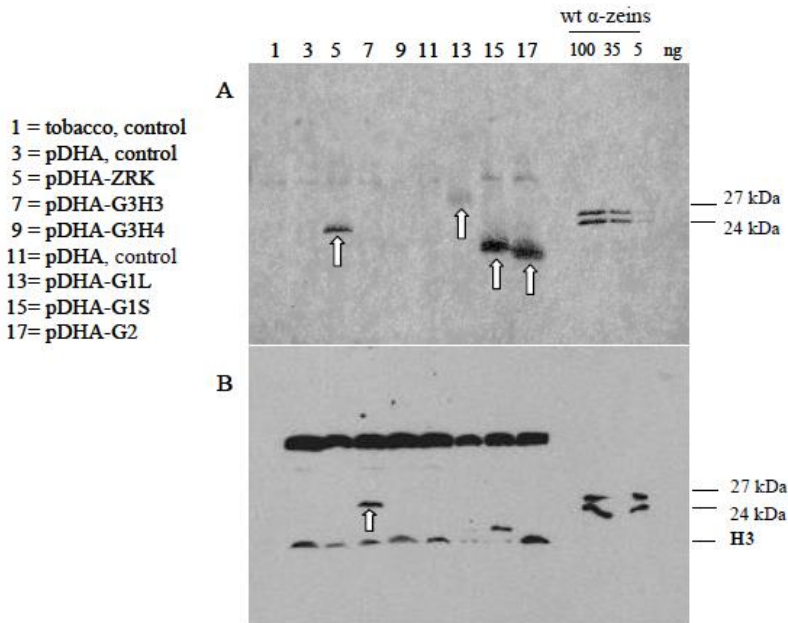 wt α-zeins
1 3 5 7 9 11 13 15 17 100 35 5 ng
A
1 = tobacco, control
3 = pDHA, control
5 = pDHA-ZRK
7 = pDHA-G3H3
9 = pDHA-G3H4
11 = pDHA, control
13 = pDHA-G1L
15 = pDHA-G1S
17= pDHA-G2
27 kDa
24 kDa
B
27 kDa
24 kDa
H3